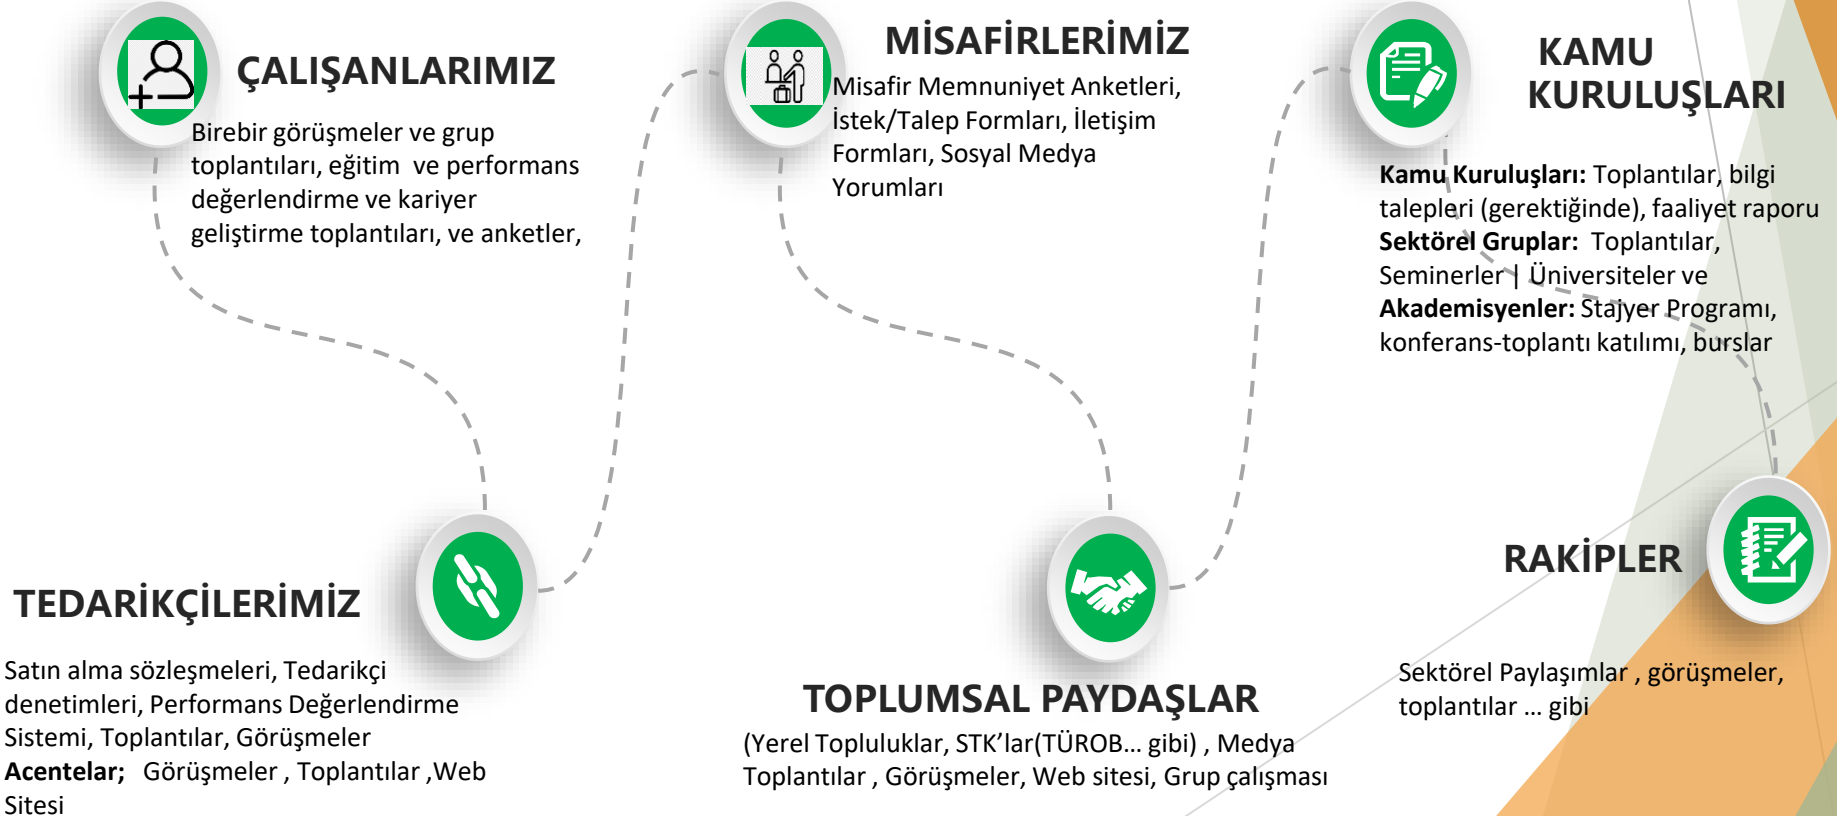 ÇALIŞANLARIMIZ
Birebir görüşmeler ve grup
toplantıları, eğitim  ve performans
değerlendirme ve kariyer
geliştirme toplantıları, ve anketler,
TEDARİKÇİLERİMİZ
Satın alma sözleşmeleri, Tedarikçi
denetimleri, Performans Değerlendirme
Sistemi, Toplantılar, Görüşmeler
Acentelar;   Görüşmeler , Toplantılar ,Web
Sitesi
MİSAFİRLERİMİZ
Misafir Memnuniyet Anketleri,
İstek/Talep Formları, İletişim
Formları, Sosyal Medya
Yorumları
TOPLUMSAL PAYDAŞLAR
(Yerel Topluluklar, STK’lar(TÜROB… gibi) , Medya
Toplantılar , Görüşmeler, Web sitesi, Grup çalışması
KAMU
KURULUŞLARI
Kamu Kuruluşları: Toplantılar, bilgi
talepleri (gerektiğinde), faaliyet raporu
Sektörel Gruplar:  Toplantılar,
Seminerler | Üniversiteler ve
Akademisyenler: Stajyer Programı,
konferans-toplantı katılımı, burslar
RAKİPLER
Sektörel Paylaşımlar , görüşmeler,
toplantılar … gibi